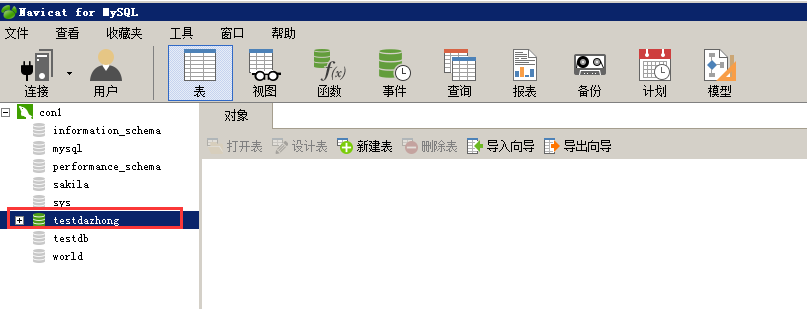 Navicat for MySQL
文件 查看 收藏夹 工具 窗口 帮助
连接 用户 表 视图 f(x) 函数 事件 查询 报表 备份 计划 模型
con1
对象
information_schema
打开表 设计表 新建表 删除表 导入向导 导出向导
mysql
performance_schema
sakila
sys
testdazhong
testdb
world